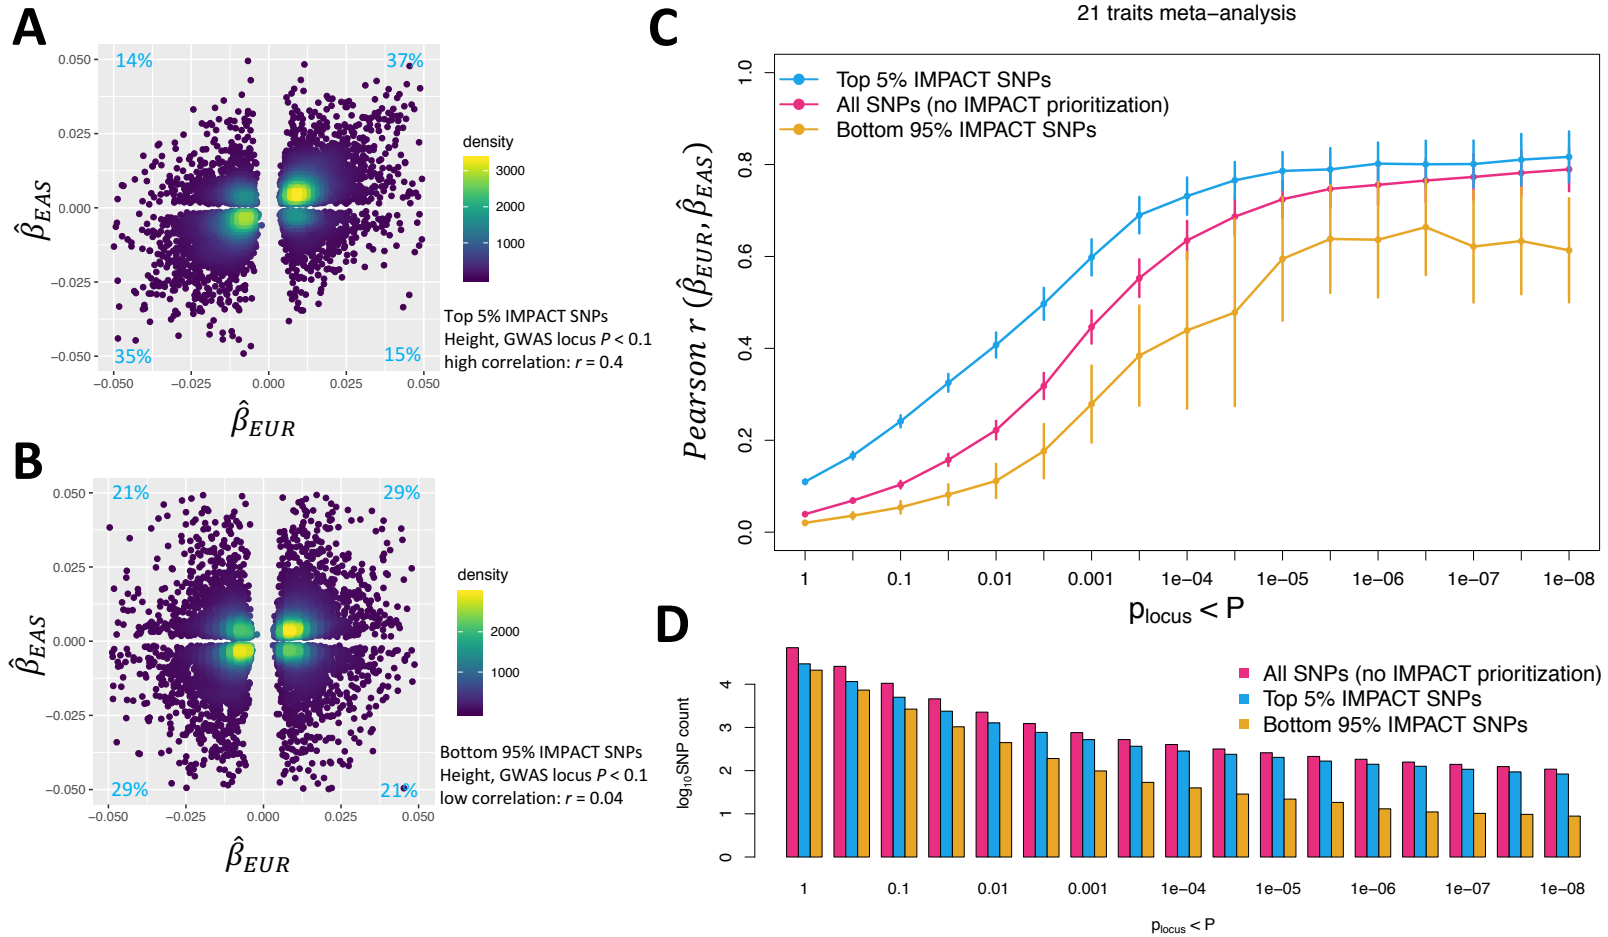 A
14%
37%
0.050
0.025
0.000
−0.025
−0.050
β̂EAS
35%
15%
−0.050
−0.025
0.000
0.025
0.050
β̂EUR
density
3000
2000
1000
Top 5% IMPACT SNPs
Height, GWAS locus P < 0.1
high correlation: r = 0.4
B
21%
29%
0.050
0.025
0.000
−0.025
−0.050
β̂EAS
29%
21%
−0.050
−0.025
0.000
0.025
0.050
β̂EUR
density
2000
1000
Bottom 95% IMPACT SNPs
Height, GWAS locus P < 0.1
low correlation: r = 0.04
C
21 traits meta−analysis
Top 5% IMPACT SNPs
All SNPs (no IMPACT prioritization)
Bottom 95% IMPACT SNPs
1.0
0.8
0.6
0.4
0.2
0.0
Pearson r (β̂EUR, β̂EAS)
1
0.1
0.01
0.001
1e−04
1e−05
1e−06
1e−07
1e−08
plocus < P
D
All SNPs (no IMPACT prioritization)
Top 5% IMPACT SNPs
Bottom 95% IMPACT SNPs
4
3
2
1
0
log10SNP count
1
0.1
0.01
0.001
1e−04
1e−05
1e−06
1e−07
1e−08
plocus < P